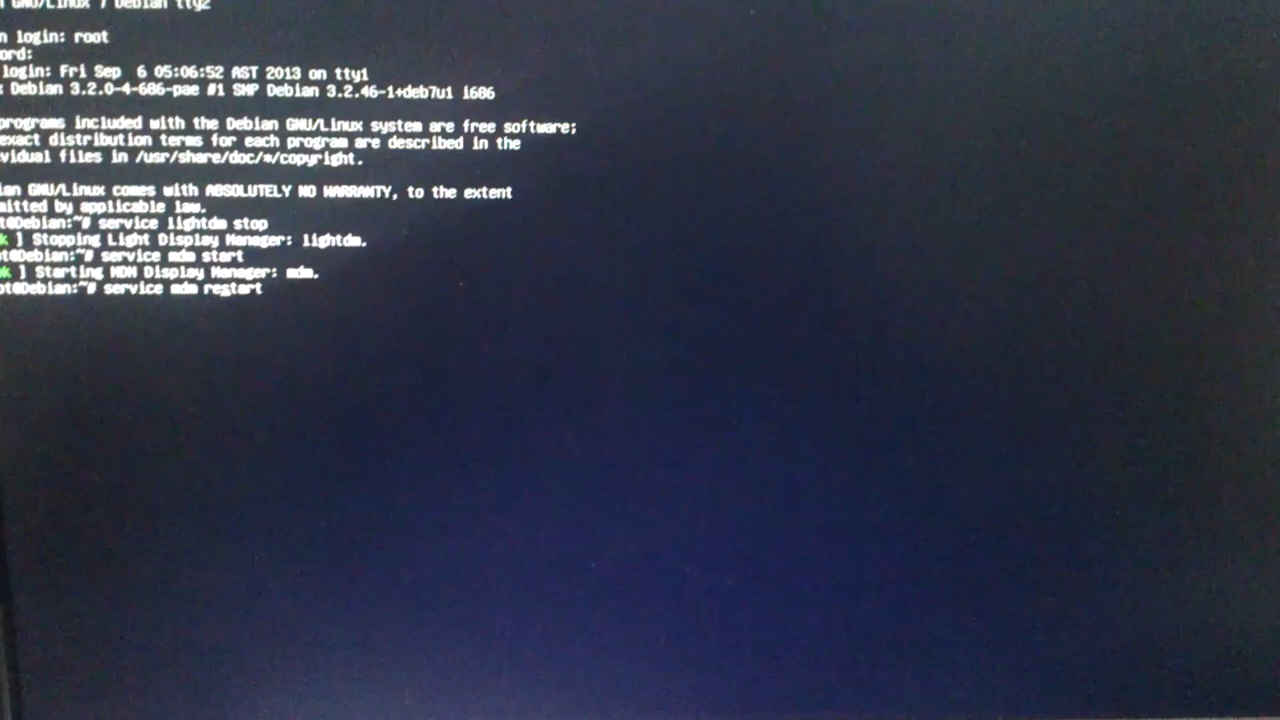 GNU/Linux 7 Debian tty2
n login: root
ord:
login: Fri Sep  6 05:06:52 AST 2013 on tty1
Debian 3.2.0-4-686-pae #1 SMP Debian 3.2.46-1+deb7u1 i686
programs included with the Debian GNU/Linux system are free software;
exact distribution terms for each program are described in the
vidual files in /usr/share/doc/*/copyright.
ian GNU/Linux comes with ABSOLUTELY NO WARRANTY, to the extent
mitted by applicable law.
t@Debian:~# service lightdm stop
k ] Stopping Light Display Manager: lightdm.
ot@Debian:~# service mdm start
ok ] Starting MDM Display Manager: mdm.
ot@Debian:~# service mdm restart